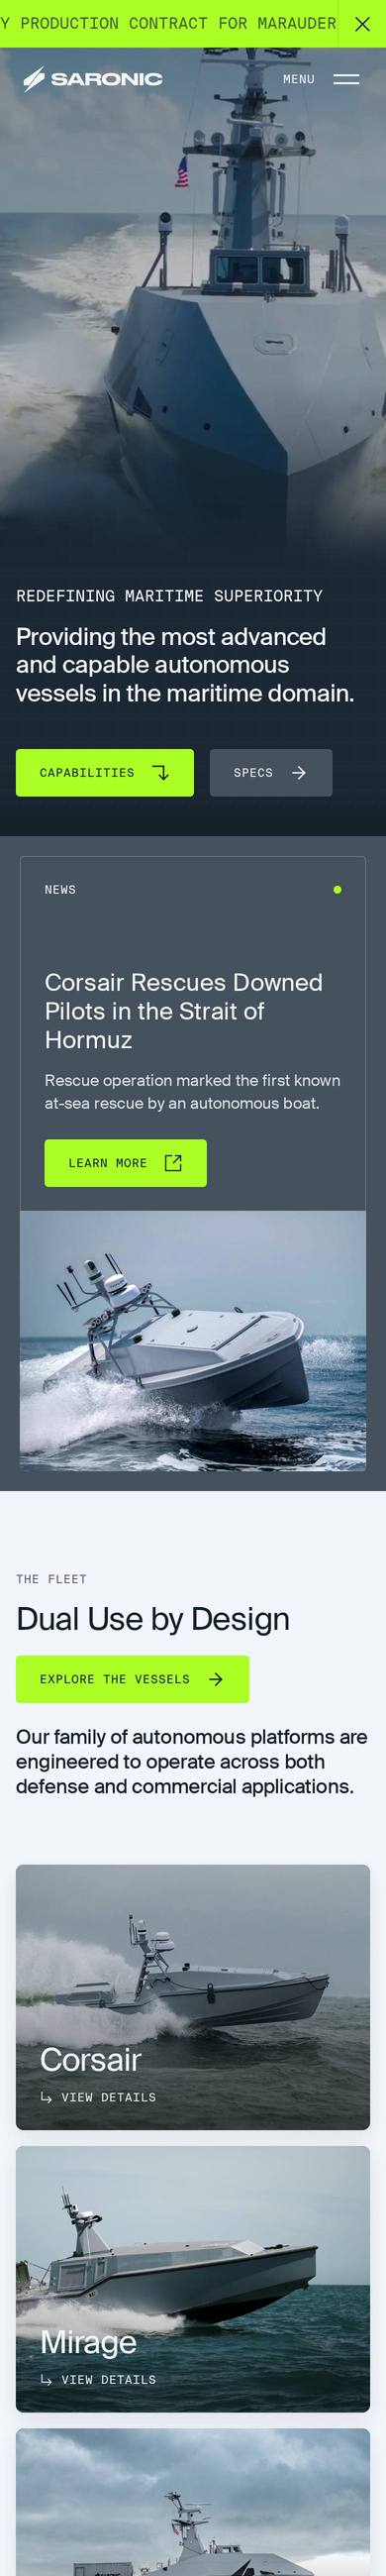 Y PRODUCTION CONTRACT FOR MARAUDER
SARONIC
MENU
REDEFINING MARITIME SUPERIORITY
Providing the most advanced
and capable autonomous
vessels in the maritime domain.
CAPABILITIES
SPECS
NEWS
Corsair Rescues Downed
Pilots in the Strait of
Hormuz
Rescue operation marked the first known
at-sea rescue by an autonomous boat.
LEARN MORE
THE FLEET
Dual Use by Design
EXPLORE THE VESSELS
Our family of autonomous platforms are
engineered to operate across both
defense and commercial applications.
Corsair
VIEW DETAILS
Mirage
VIEW DETAILS